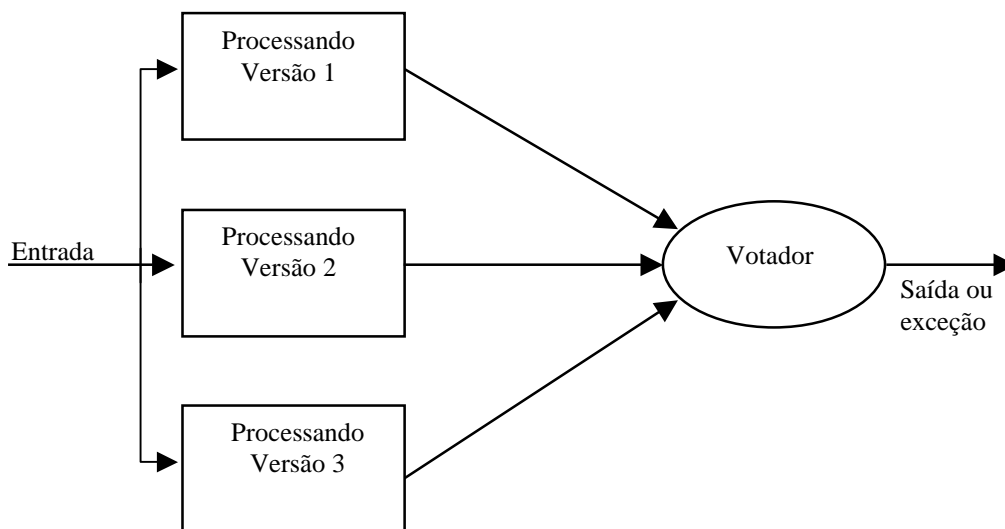 Processando
Versão 1
Entrada
Processando
Versão 2
Votador
Saída ou
exceção
Processando
Versão 3